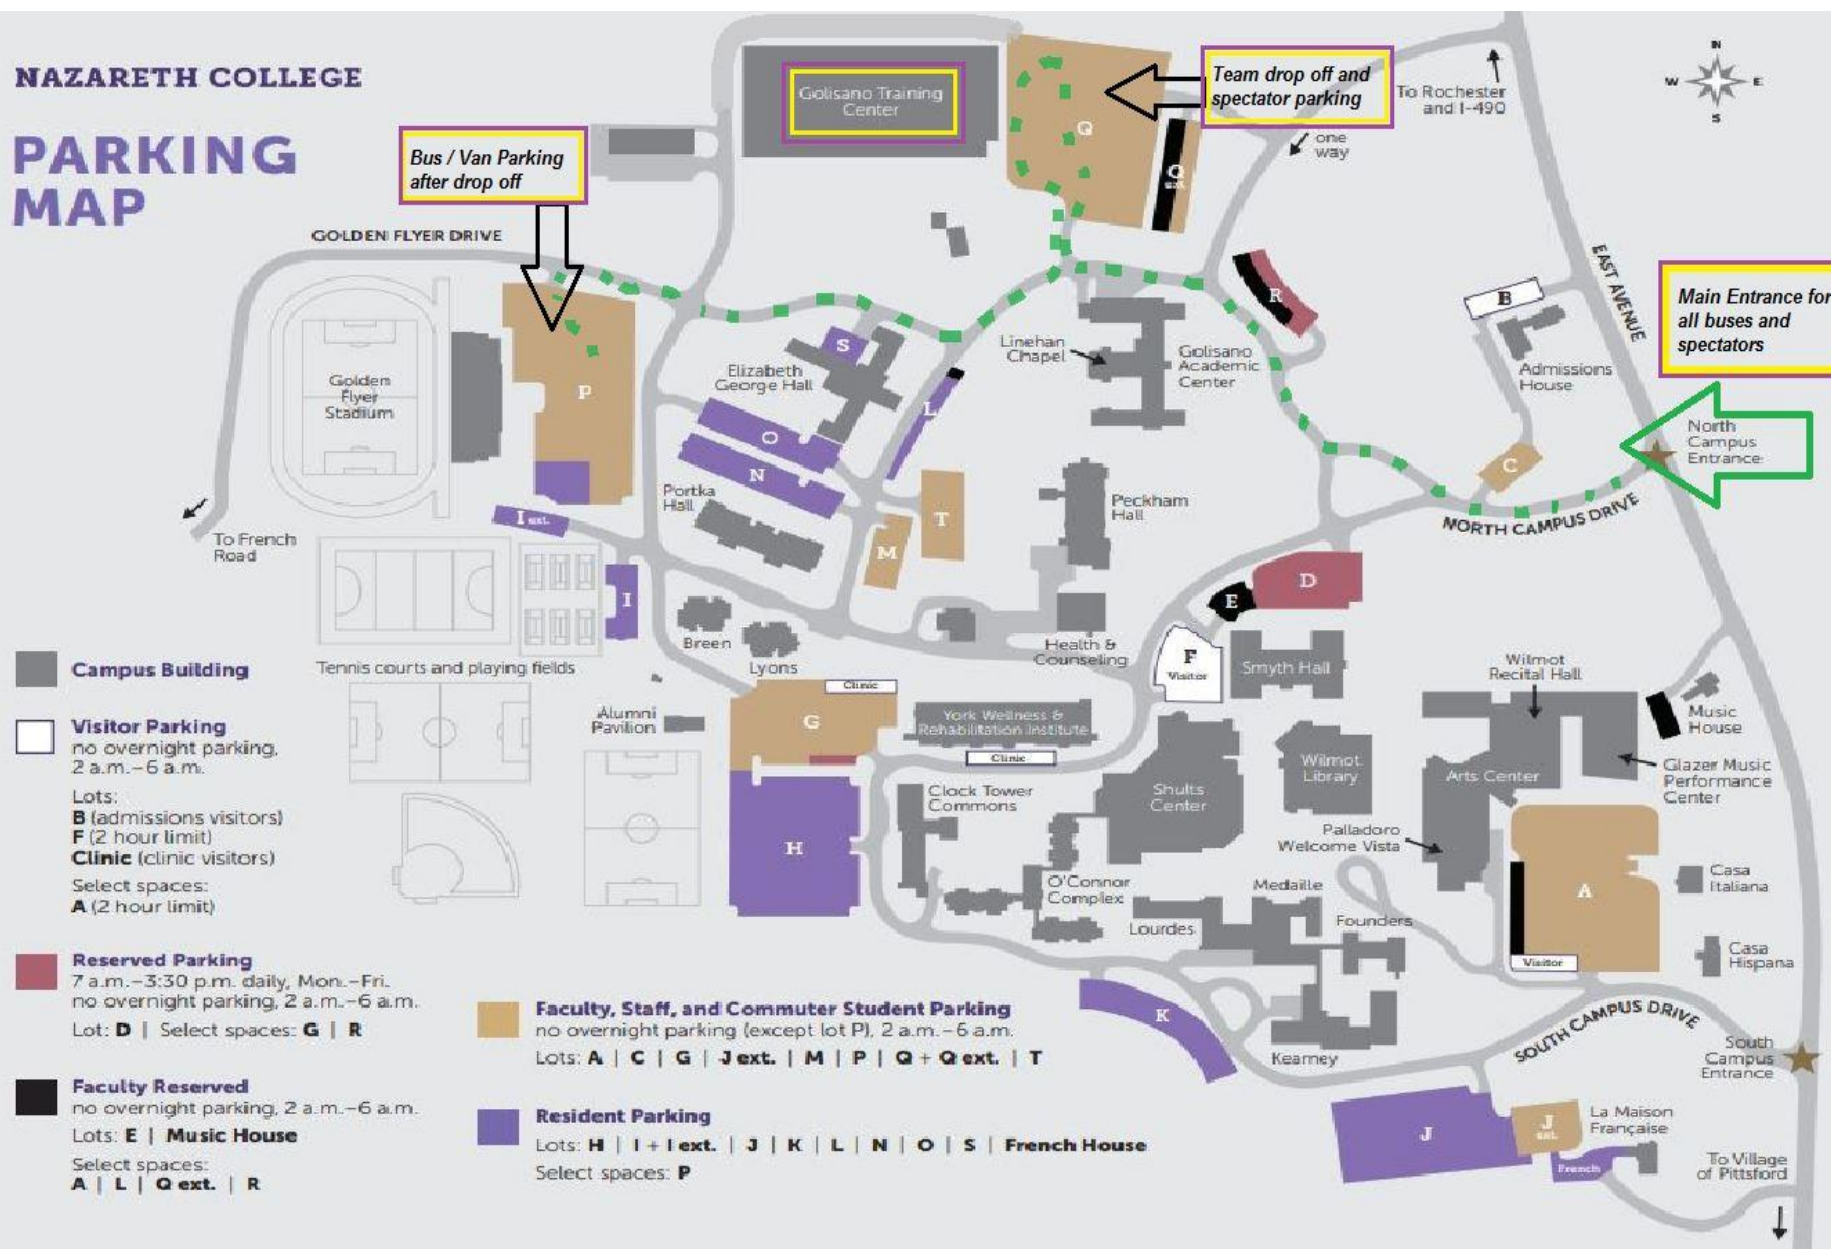 NAZARETH COLLEGE
PARKING
MAP
Bus / Van Parking
after drop off
GOLDEN FLYER DRIVE
Golisano Training
Center
Q
Q
ext.
Team drop off and
spectator parking
To Rochester
and I-490
one
way
N
W
E
S
EAST AVENUE
Main Entrance for
all buses and
spectators
B
R
Admissions
House
North
Campus
Entrance
C
NORTH CAMPUS DRIVE
Linehan
Chapel
Golisano
Academic
Center
S
Elizabeth
George Hall
L
O
N
Golden
Flyer
Stadium
P
Portka
Hall
T
M
Peckham
Hall
I ext.
To French
Road
I
D
E
F
Visitor
Smyth Hall
Breen
Lyons
Health &
Counseling
Tennis courts and playing fields
Wilmot
Recital Hall
Music
House
Clinic
G
Alumni
Pavilion
York Wellness &
Rehabilitation Institute
Clinic
Wilmot
Library
Arts Center
Glazer Music
Performance
Center
Shults
Center
Clock Tower
Commons
Palladoro
Welcome Vista
H
O'Connor
Complex
Medaille
Lourdes
Founders
A
Visitor
Casa
Italiana
Casa
Hispana
K
Kearney
SOUTH CAMPUS DRIVE
South
Campus
Entrance
J
J
ext.
La Maison
Française
French
To Village
of Pittsford
Campus Building
Visitor Parking
no overnight parking,
2 a.m.–6 a.m.
Lots:
B (admissions visitors)
F (2 hour limit)
Clinic (clinic visitors)
Select spaces:
A (2 hour limit)
Reserved Parking
7 a.m.–3:30 p.m. daily, Mon.–Fri.
no overnight parking, 2 a.m.–6 a.m.
Lot: D | Select spaces: G | R
Faculty Reserved
no overnight parking, 2 a.m.–6 a.m.
Lots: E | Music House
Select spaces:
A | L | Q ext. | R
Faculty, Staff, and Commuter Student Parking
no overnight parking (except lot P), 2 a.m.–6 a.m.
Lots: A | C | G | J ext. | M | P | Q + Q ext. | T
Resident Parking
Lots: H | I + I ext. | J | K | L | N | O | S | French House
Select spaces: P